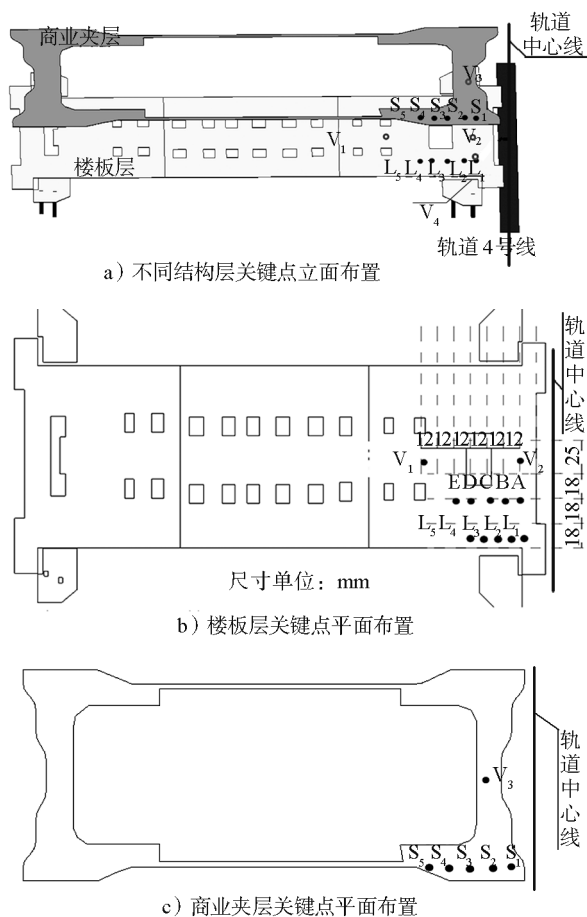 商业夹层
轨道
中心线
V3
S5 S4 S3 S2 S1
V1
V2
楼板层
L5 L4 L3 L2 L1
V4
轨道4号线
a）不同结构层关键点立面布置
轨道中心线
12 12 12 12 12 12
25
V1
V2
18
EDCBA
18
L5 L4 L3 L2 L1
18
尺寸单位：mm
b）楼板层关键点平面布置
轨道中心线
V3
S5 S4 S3 S2 S1
c）商业夹层关键点平面布置